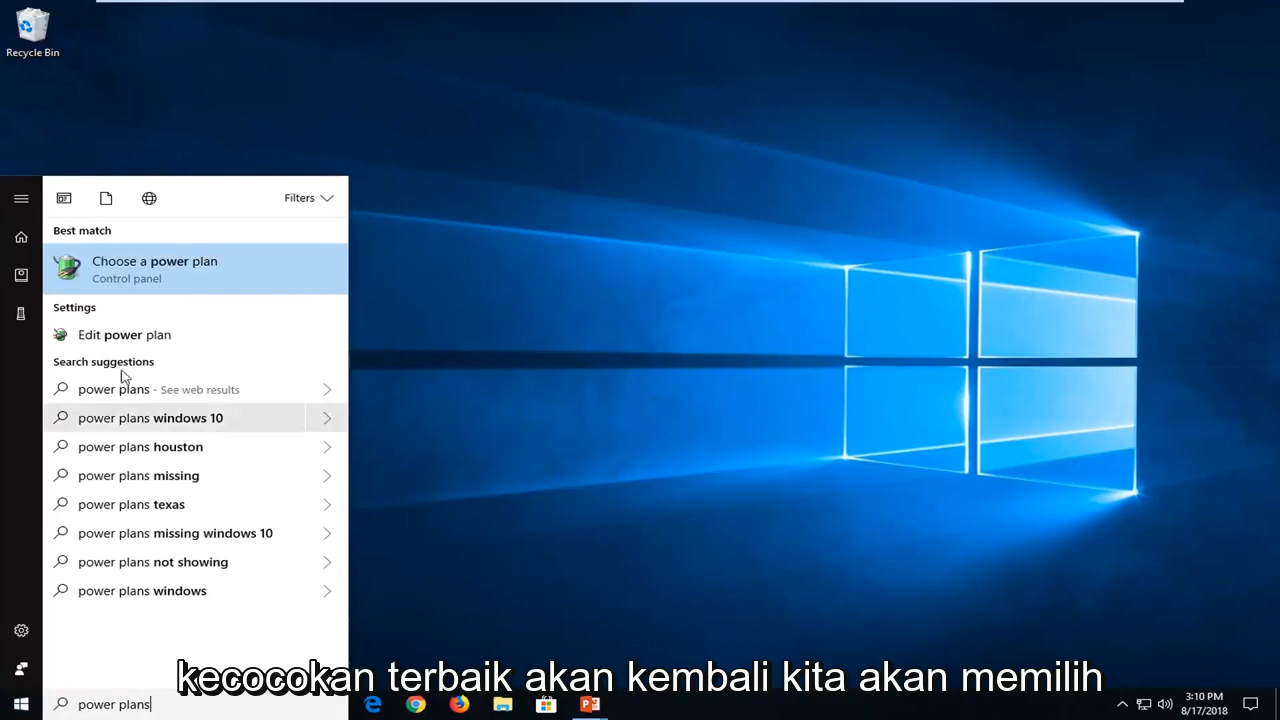 Recycle Bin
Filters
Best match
Choose a power plan
Control panel
Settings
Edit power plan
Search suggestions
power plans - See web results
power plans windows 10
power plans houston
power plans missing
power plans texas
power plans missing windows 10
power plans not showing
power plans windows
kecocokan terbaik akan kembali kita akan memilih
power plans
3:10 PM
8/17/2018